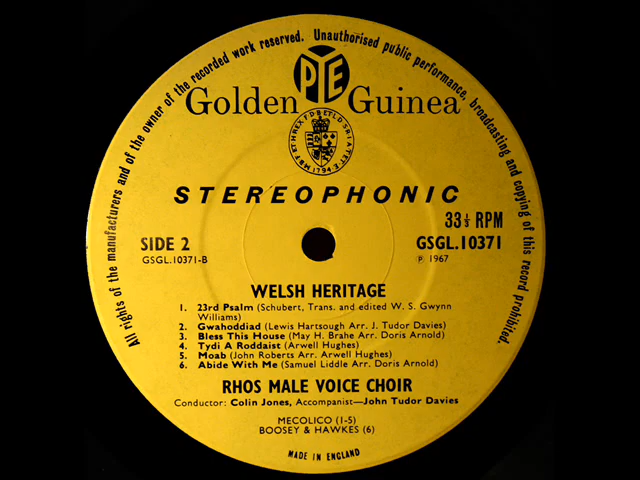 All rights of the manufacturers and of the owner of the recorded work reserved. Unauthorised public performance, broadcasting and copying of this record prohibited.
PYE
Golden Guinea
STEREOPHONIC
33⅓ RPM
SIDE 2
GSGL.10371
GSGL.10371-B
℗ 1967
WELSH HERITAGE
1. 23rd Psalm (Schubert, Trans. and edited W. S. Gwynn
Williams)
2. Gwahoddiad (Lewis Hartsough Arr. J. Tudor Davies)
3. Bless This House (May H. Brahe Arr. Doris Arnold)
4. Tydi A Roddaist (Arwell Hughes)
5. Moab (John Roberts Arr. Arwell Hughes)
6. Abide With Me (Samuel Liddle Arr. Doris Arnold)
RHOS MALE VOICE CHOIR
Conductor: Colin Jones, Accompanist—John Tudor Davies
MECOLICO (1-5)
BOOSEY & HAWKES (6)
MADE IN ENGLAND